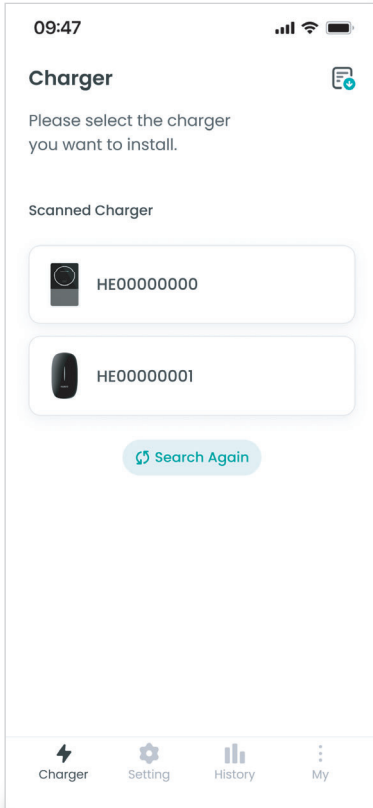 09:47
Charger
Please select the charger
you want to install.
Scanned Charger
HE00000000
HE00000001
Search Again
Charger
Setting
History
My